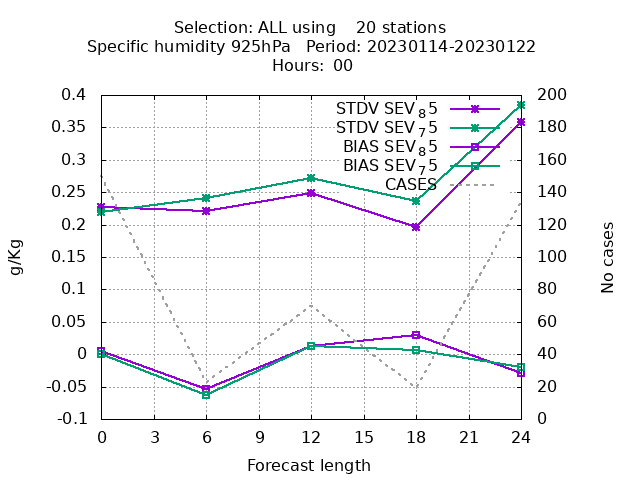 Selection: ALL using 20 stations
Specific humidity 925hPa Period: 20230114-20230122
Hours: 00
STDV SEV₈5
STDV SEV₇5
BIAS SEV₈5
BIAS SEV₇5
CASES
0.4
0.35
0.3
0.25
0.2
0.15
0.1
0.05
0
-0.05
-0.1
200
180
160
140
120
100
80
60
40
20
0
g/Kg
No cases
0 3 6 9 12 15 18 21 24
Forecast length